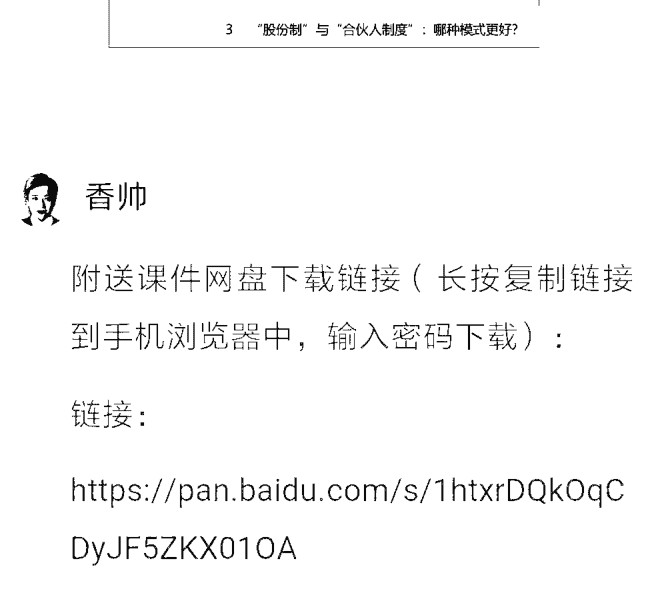 3 “股份制”与“合伙人制度”：哪种模式更好?
香帅
附送课件网盘下载链接（长按复制链接
到手机浏览器中，输入密码下载）：
链接：
https://pan.baidu.com/s/1htxrDQkOqC
DyJF5ZKX01OA